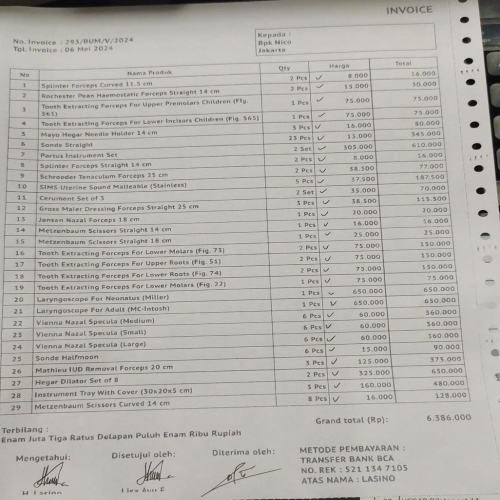 INVOICE
No. Invoice : 293/BUM/V/2024
Tgl. Invoice : 06 Mei 2024
Kepada :
Bpk Nico
Jakarta
No Nama Produk Qty Harga Total
1 Splinter Forceps Curved 11.5 cm 2 Pcs 8.000 16.000
2 Rochester Pean Haemostatic Forceps Straight 14 cm 2 Pcs 15.000 30.000
3 Tooth Extracting Forceps For Upper Premolars Children (Fig. 1 Pcs 75.000 75.000
4 Tooth Extracting Forceps For Lower Incisors Children (Fig. S65) 1 Pcs 75.000 75.000
5 Mayo Hegar Needle Holder 14 cm 5 Pcs 16.000 80.000
6 Sonde Straight 23 Pcs 15.000 345.000
7 Partus Instrument Set 2 Set 305.000 610.000
8 Splinter Forceps Straight 14 cm 2 Pcs 8.000 16.000
9 Schroeder Tenaculum Forceps 25 cm 2 Pcs 38.500 77.000
10 SIMS Uterine Sound Malleable (Stainless) 5 Pcs 37.500 187.500
11 Cerument Set of 3 2 Set 35.000 70.000
12 Gross Maier Dressing Forceps Straight 25 cm 3 Pcs 38.500 115.500
13 Jansen Nazal Forceps 18 cm 1 Pcs 20.000 20.000
14 Metzenbaum Scissors Straight 14 cm 1 Pcs 16.000 16.000
15 Metzenbaum Scissors Straight 18 cm 1 Pcs 25.000 25.000
16 Tooth Extracting Forceps For Lower Molars (Fig. 73) 2 Pcs 75.000 150.000
17 Tooth Extracting Forceps For Upper Roots (Fig. 51) 2 Pcs 75.000 150.000
18 Tooth Extracting Forceps For Lower Roots (Fig. 74) 2 Pcs 75.000 150.000
19 Tooth Extracting Forceps For Lower Molars (Fig. 22) 1 Pcs 75.000 75.000
20 Laryngoscope For Neonatus (Miller) 1 Pcs 650.000 650.000
21 Laryngoscope For Adult (MC-Intosh) 1 Pcs 650.000 650.000
22 Vienna Nazal Specula (Medium) 6 Pcs 60.000 360.000
23 Vienna Nazal Specula (Small) 6 Pcs 60.000 360.000
24 Vienna Nazal Specula (Large) 6 Pcs 60.000 360.000
25 Sonde Halfmoon 6 Pcs 15.000 90.000
26 Mathieu IUD Removal Forceps 20 cm 3 Pcs 125.000 375.000
27 Hegar Dilator Set of 8 2 Pcs 325.000 650.000
28 Instrument Tray With Cover (30x20x5 cm) 3 Pcs 160.000 480.000
29 Metzenbaum Scissors Curved 14 cm 8 Pcs 16.000 128.000
Grand total (Rp): 6.386.000
Terbilang :
Enam Juta Tiga Ratus Delapan Puluh Enam Ribu Rupiah
Mengetahui: Disetujui oleh: Diterima oleh:
METODE PEMBAYARAN :
TRANSFER BANK BCA
NO. REK : 521 134 7105
ATAS NAMA : LASINO